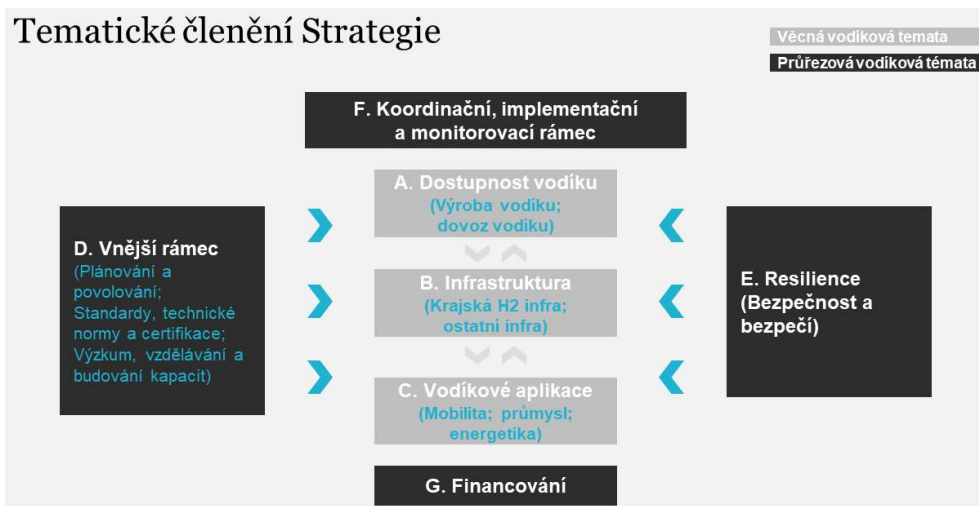 Tematické členění Strategie
Věcná vodíková temata
Průřezová vodíková témata
F. Koordinační, implementační
a monitorovací rámec
A. Dostupnost vodíku
(Výroba vodíku;
dovoz vodíku)
D. Vnější rámec
(Plánování a
povolování;
Standardy, technické
normy a certifikace;
Výzkum, vzdělávání a
budování kapacit)
B. Infrastruktura
(Krajská H2 infra;
ostatní infra)
E. Resilience
(Bezpečnost a
bezpečí)
C. Vodíkové aplikace
(Mobilita; průmysl;
energetika)
G. Financování